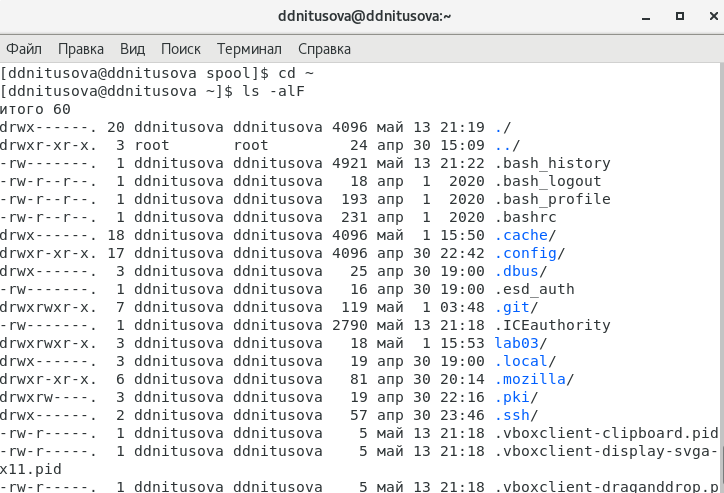 ddnitusova@ddnitusova:~
Файл Правка Вид Поиск Терминал Справка
[ddnitusova@ddnitusova spool]$ cd ~
[ddnitusova@ddnitusova ~]$ ls -alF
итого 60
drwx------. 20 ddnitusova ddnitusova 4096 май 13 21:19 ./
drwxr-xr-x.  3 root       root         24 апр 30 15:09 ../
-rw-------.  1 ddnitusova ddnitusova 4921 май 13 21:22 .bash_history
-rw-r--r--.  1 ddnitusova ddnitusova   18 апр  1  2020 .bash_logout
-rw-r--r--.  1 ddnitusova ddnitusova  193 апр  1  2020 .bash_profile
-rw-r--r--.  1 ddnitusova ddnitusova  231 апр  1  2020 .bashrc
drwx------. 18 ddnitusova ddnitusova 4096 май  1 15:50 .cache/
drwxr-xr-x. 17 ddnitusova ddnitusova 4096 апр 30 22:42 .config/
drwx------.  3 ddnitusova ddnitusova   25 апр 30 19:00 .dbus/
-rw-------.  1 ddnitusova ddnitusova   16 апр 30 19:00 .esd_auth
drwxrwxr-x.  7 ddnitusova ddnitusova  119 май  1 03:48 .git/
-rw-------.  1 ddnitusova ddnitusova 2790 май 13 21:18 .ICEauthority
drwxrwxr-x.  3 ddnitusova ddnitusova   18 май  1 15:53 lab03/
drwx------.  3 ddnitusova ddnitusova   19 апр 30 19:00 .local/
drwxr-xr-x.  6 ddnitusova ddnitusova   81 апр 30 20:14 .mozilla/
drwxrw----.  3 ddnitusova ddnitusova   19 апр 30 22:16 .pki/
drwx------.  2 ddnitusova ddnitusova   57 апр 30 23:46 .ssh/
-rw-r-----.  1 ddnitusova ddnitusova    5 май 13 21:18 .vboxclient-clipboard.pid
-rw-r-----.  1 ddnitusova ddnitusova    5 май 13 21:18 .vboxclient-display-svga-
x11.pid
-rw-r-----.  1 ddnitusova ddnitusova    5 май 13 21:18 .vboxclient-draganddrop.p